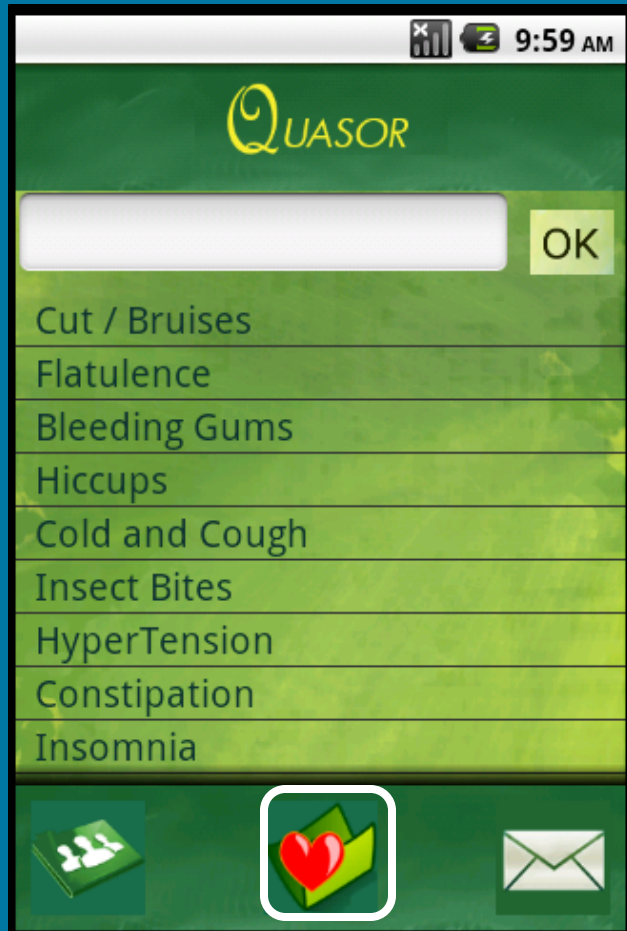 9:59 AM
QUASOR
OK
Cut / Bruises
Flatulence
Bleeding Gums
Hiccups
Cold and Cough
Insect Bites
HyperTension
Constipation
Insomnia